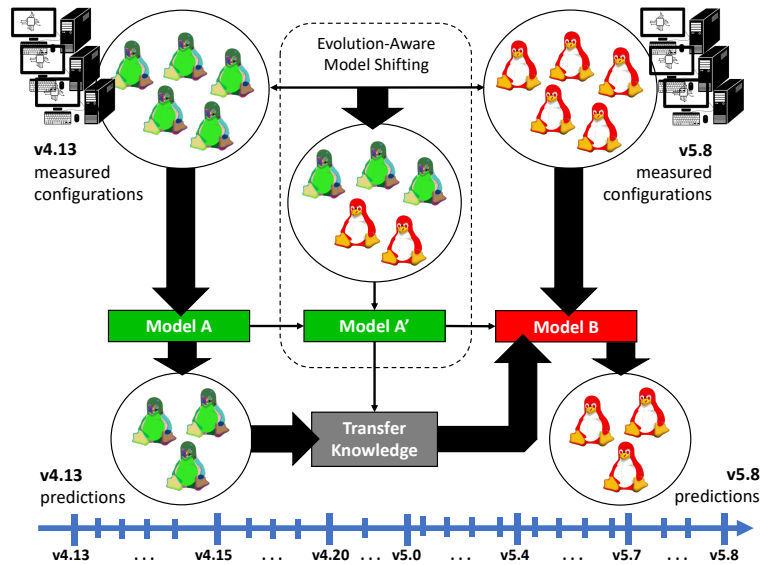 Evolution-Aware
Model Shifting
v4.13
measured
configurations
v5.8
measured
configurations
Model A
Model A'
Model B
Transfer
Knowledge
v4.13
predictions
v5.8
predictions
v4.13 ... v4.15 ... v4.20 ... v5.0 ... v5.4 ... v5.7 ... v5.8